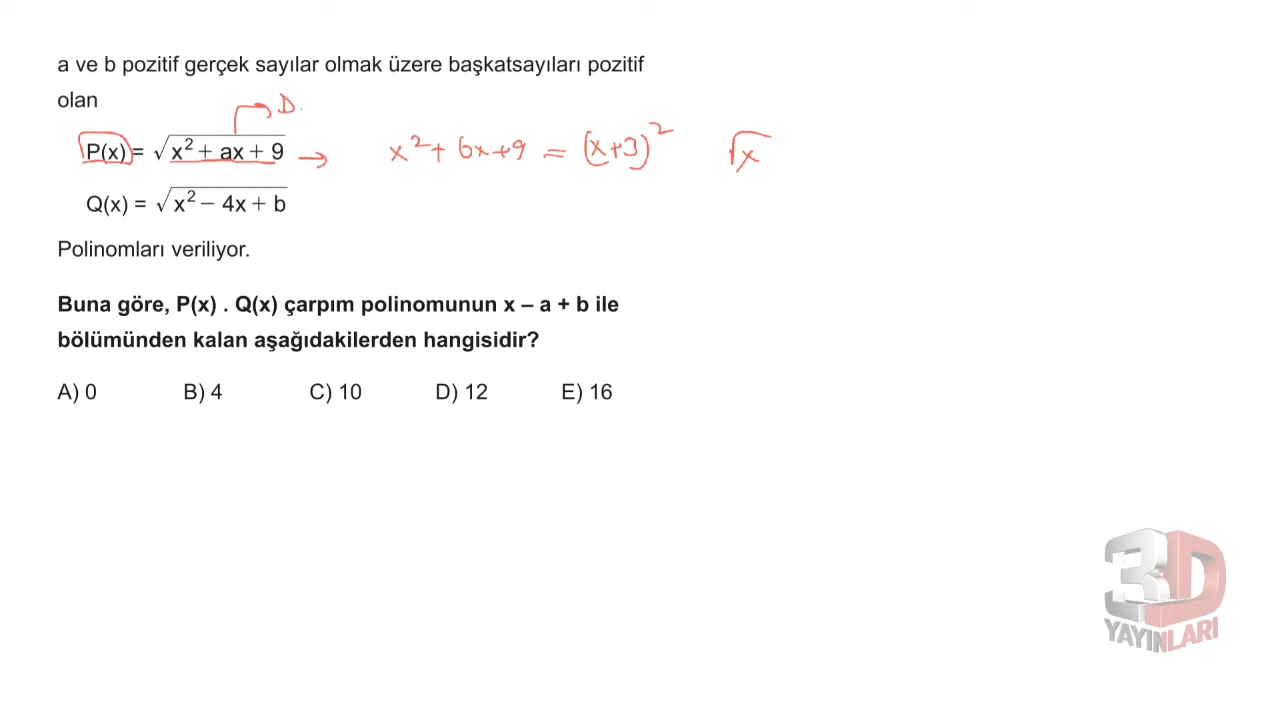 a ve b pozitif gerçek sayılar olmak üzere başkatsayıları pozitif
olan
D.
P(x) = √x² + ax + 9 → x² + 6x + 9 = (x+3)² √x
Q(x) = √x² – 4x + b
Polinomları veriliyor.
Buna göre, P(x) . Q(x) çarpım polinomunun x – a + b ile
bölümünden kalan aşağıdakilerden hangisidir?
A) 0 B) 4 C) 10 D) 12 E) 16
3D
YAYINLARI